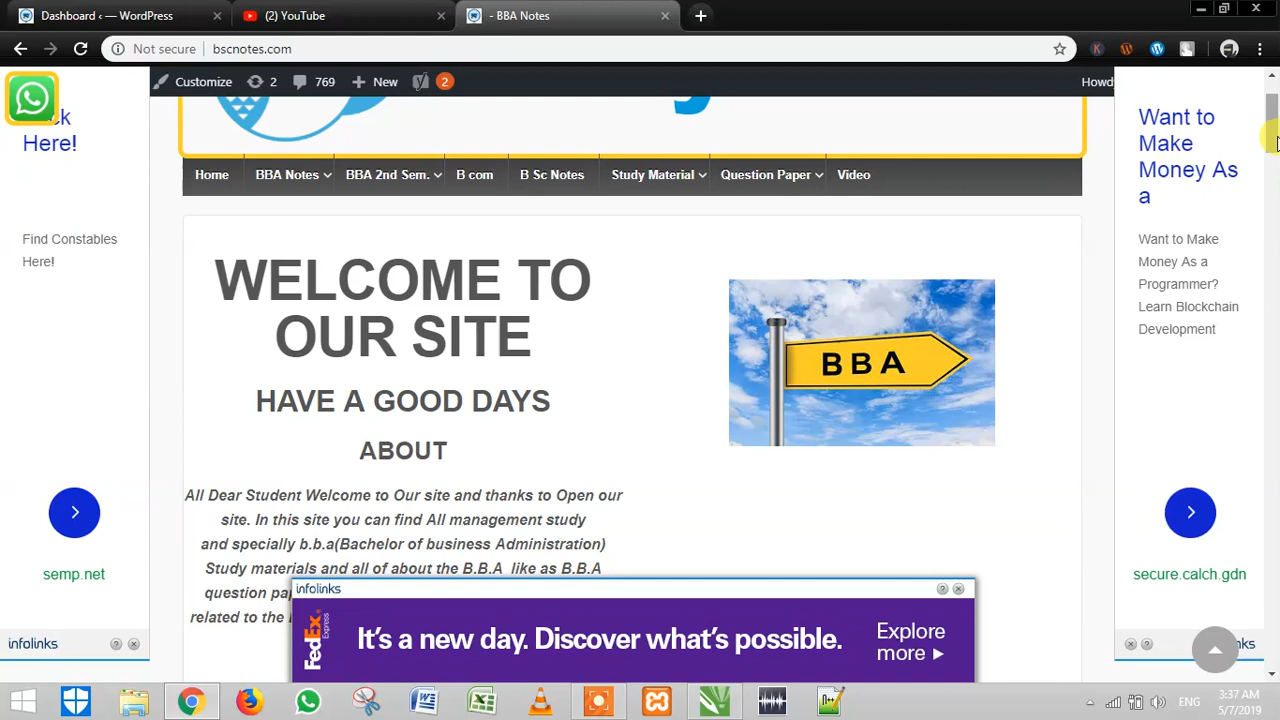 Dashboard ‹ — WordPress
(2) YouTube
- BBA Notes
Not secure
bscnotes.com
Customize
2
769
New
2
Howd
Here!
Find Constables
Here!
semp.net
infolinks
Home
BBA Notes
BBA 2nd Sem.
B com
B Sc Notes
Study Material
Question Paper
Video
WELCOME TO
OUR SITE
HAVE A GOOD DAYS
ABOUT
All Dear Student Welcome to Our site and thanks to Open our
site. In this site you can find All management study
and specially b.b.a(Bachelor of business Administration)
Study materials and all of about the B.B.A like as B.B.A
question pa
related to the
BBA
infolinks
FedEx
Express
It's a new day. Discover what's possible.
Explore
more ►
Want to
Make
Money As
a
Want to Make
Money As a
Programmer?
Learn Blockchain
Development
secure.calch.gdn
nks
ENG
3:37 AM
5/7/2019